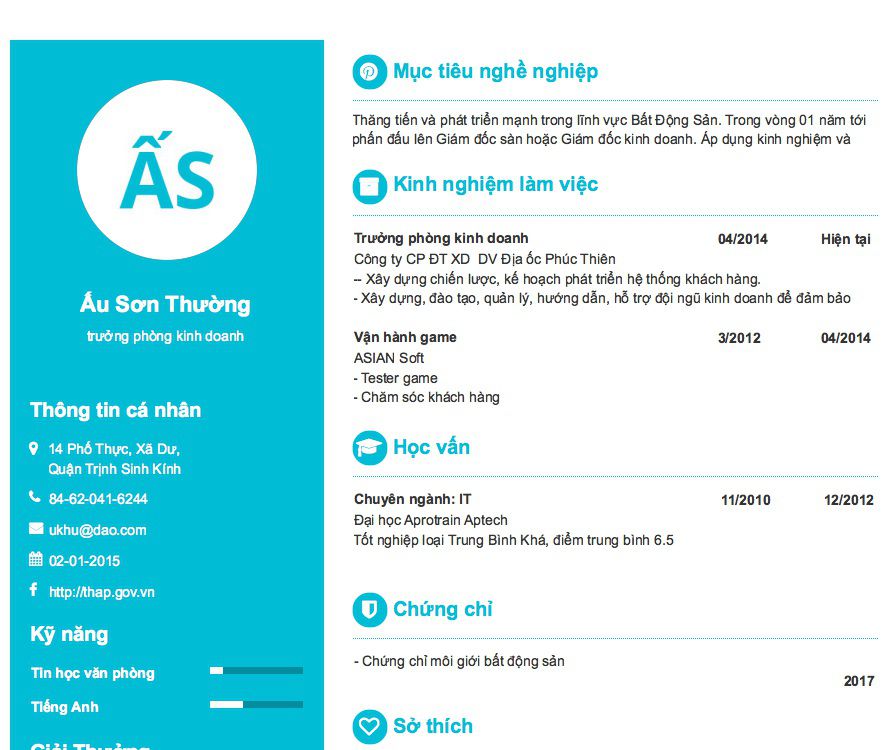 ẤS
Ấu Sơn Thường
trưởng phòng kinh doanh
Thông tin cá nhân
14 Phố Thực, Xã Dư,
Quận Trịnh Sinh Kính
84-62-041-6244
ukhu@dao.com
02-01-2015
http://thap.gov.vn
Kỹ năng
Tin học văn phòng
Tiếng Anh
Giải Thưởng
Mục tiêu nghề nghiệp
Thăng tiến và phát triển mạnh trong lĩnh vực Bất Động Sản. Trong vòng 01 năm tới
phấn đấu lên Giám đốc sàn hoặc Giám đốc kinh doanh. Áp dụng kinh nghiệm và
Kinh nghiệm làm việc
Trưởng phòng kinh doanh 04/2014 Hiện tại
Công ty CP ĐT XD DV Địa ốc Phúc Thiên
-- Xây dựng chiến lược, kế hoạch phát triển hệ thống khách hàng.
- Xây dựng, đào tạo, quản lý, hướng dẫn, hỗ trợ đội ngũ kinh doanh để đảm bảo
Vận hành game 3/2012 04/2014
ASIAN Soft
- Tester game
- Chăm sóc khách hàng
Học vấn
Chuyên ngành: IT 11/2010 12/2012
Đại học Aprotrain Aptech
Tốt nghiệp loại Trung Bình Khá, điểm trung bình 6.5
Chứng chỉ
- Chứng chỉ môi giới bất động sản
2017
Sở thích